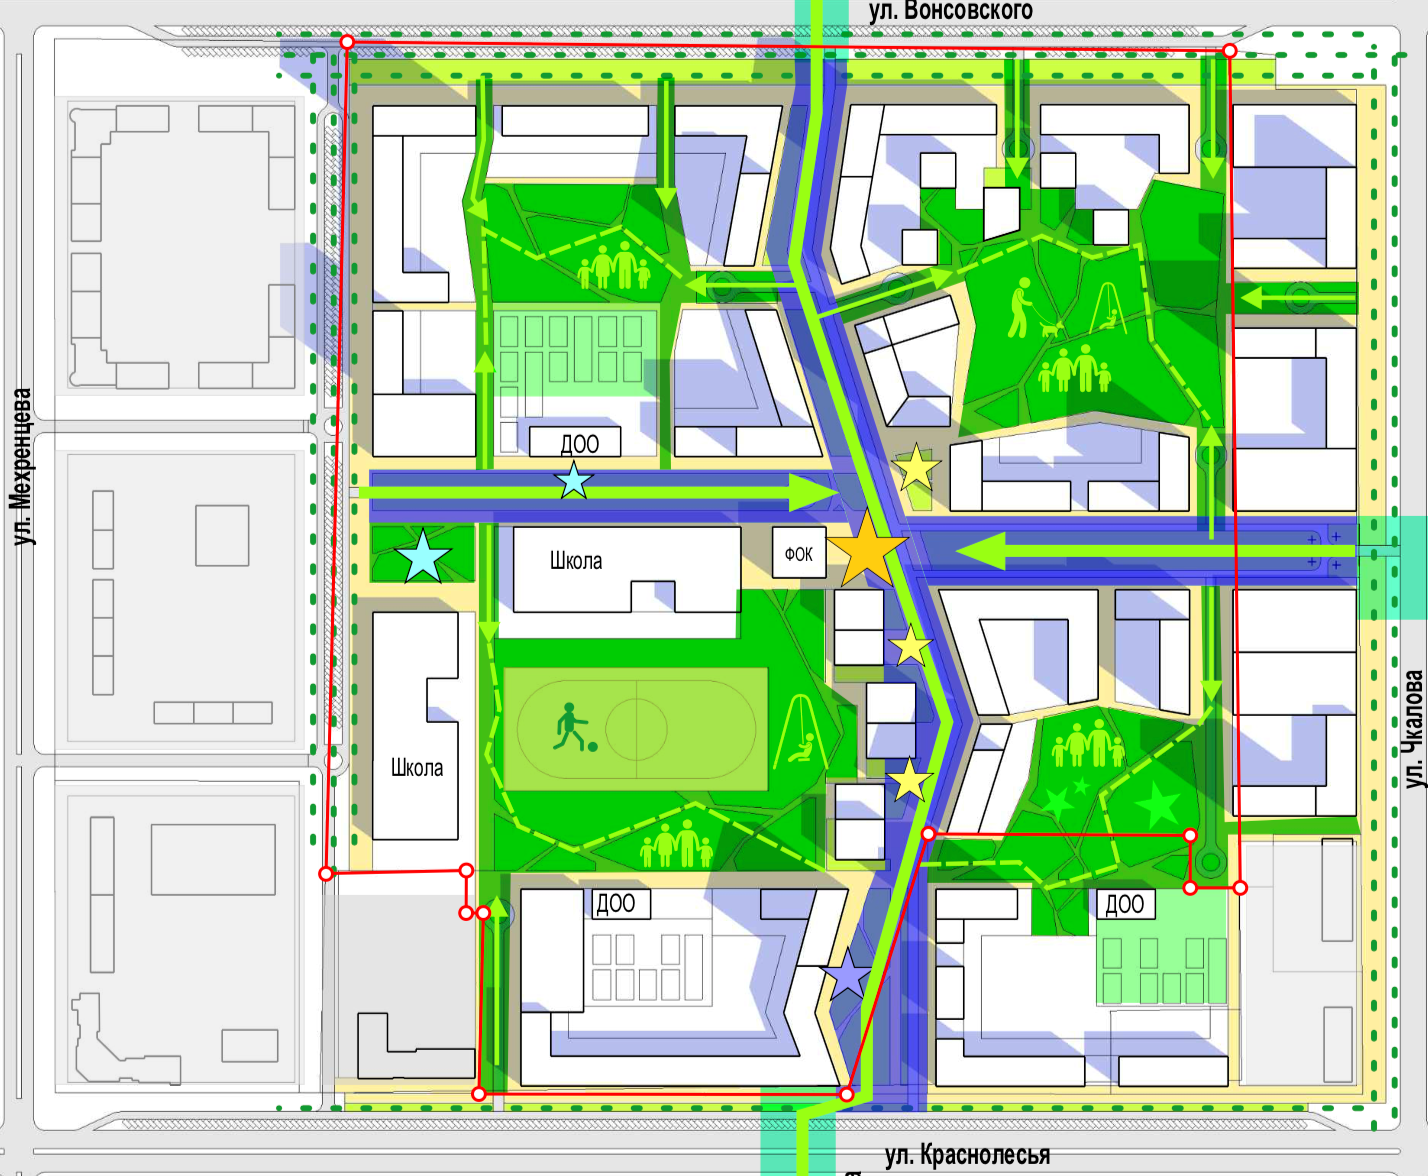 ул. Вонсовского
ул. Мехренцева
ДОО
Школа
ФОК
ул. Чкалова
Школа
ДОО
ДОО
ул. Краснолесья